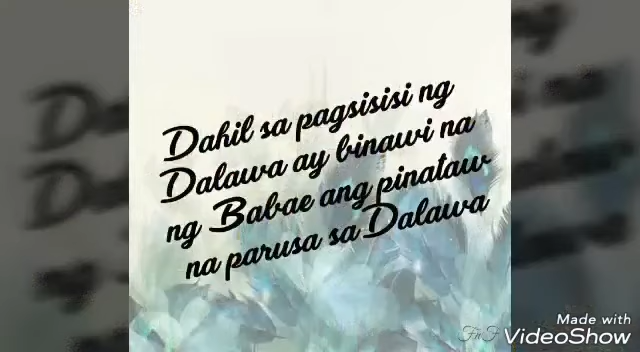 Dahil sa pagsisisi ng
Dalawa ay binawi na
ng Babae ang pinataw
na parusa sa Dalawa
Made with
VideoShow